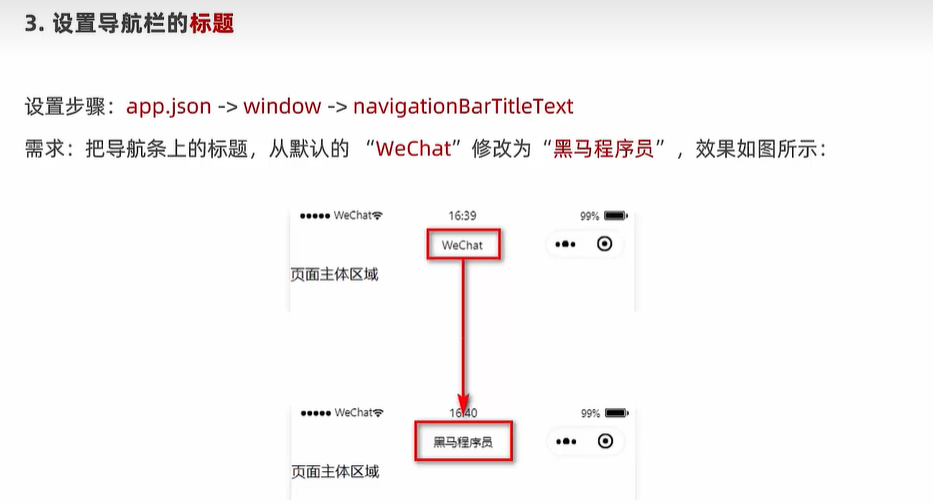 3. 设置导航栏的标题
设置步骤：app.json -> window -> navigationBarTitleText
需求：把导航条上的标题，从默认的 “WeChat”修改为“黑马程序员”，效果如图所示：
WeChat 16:39 99%
WeChat
页面主体区域
WeChat 16:40 99%
黑马程序员
页面主体区域